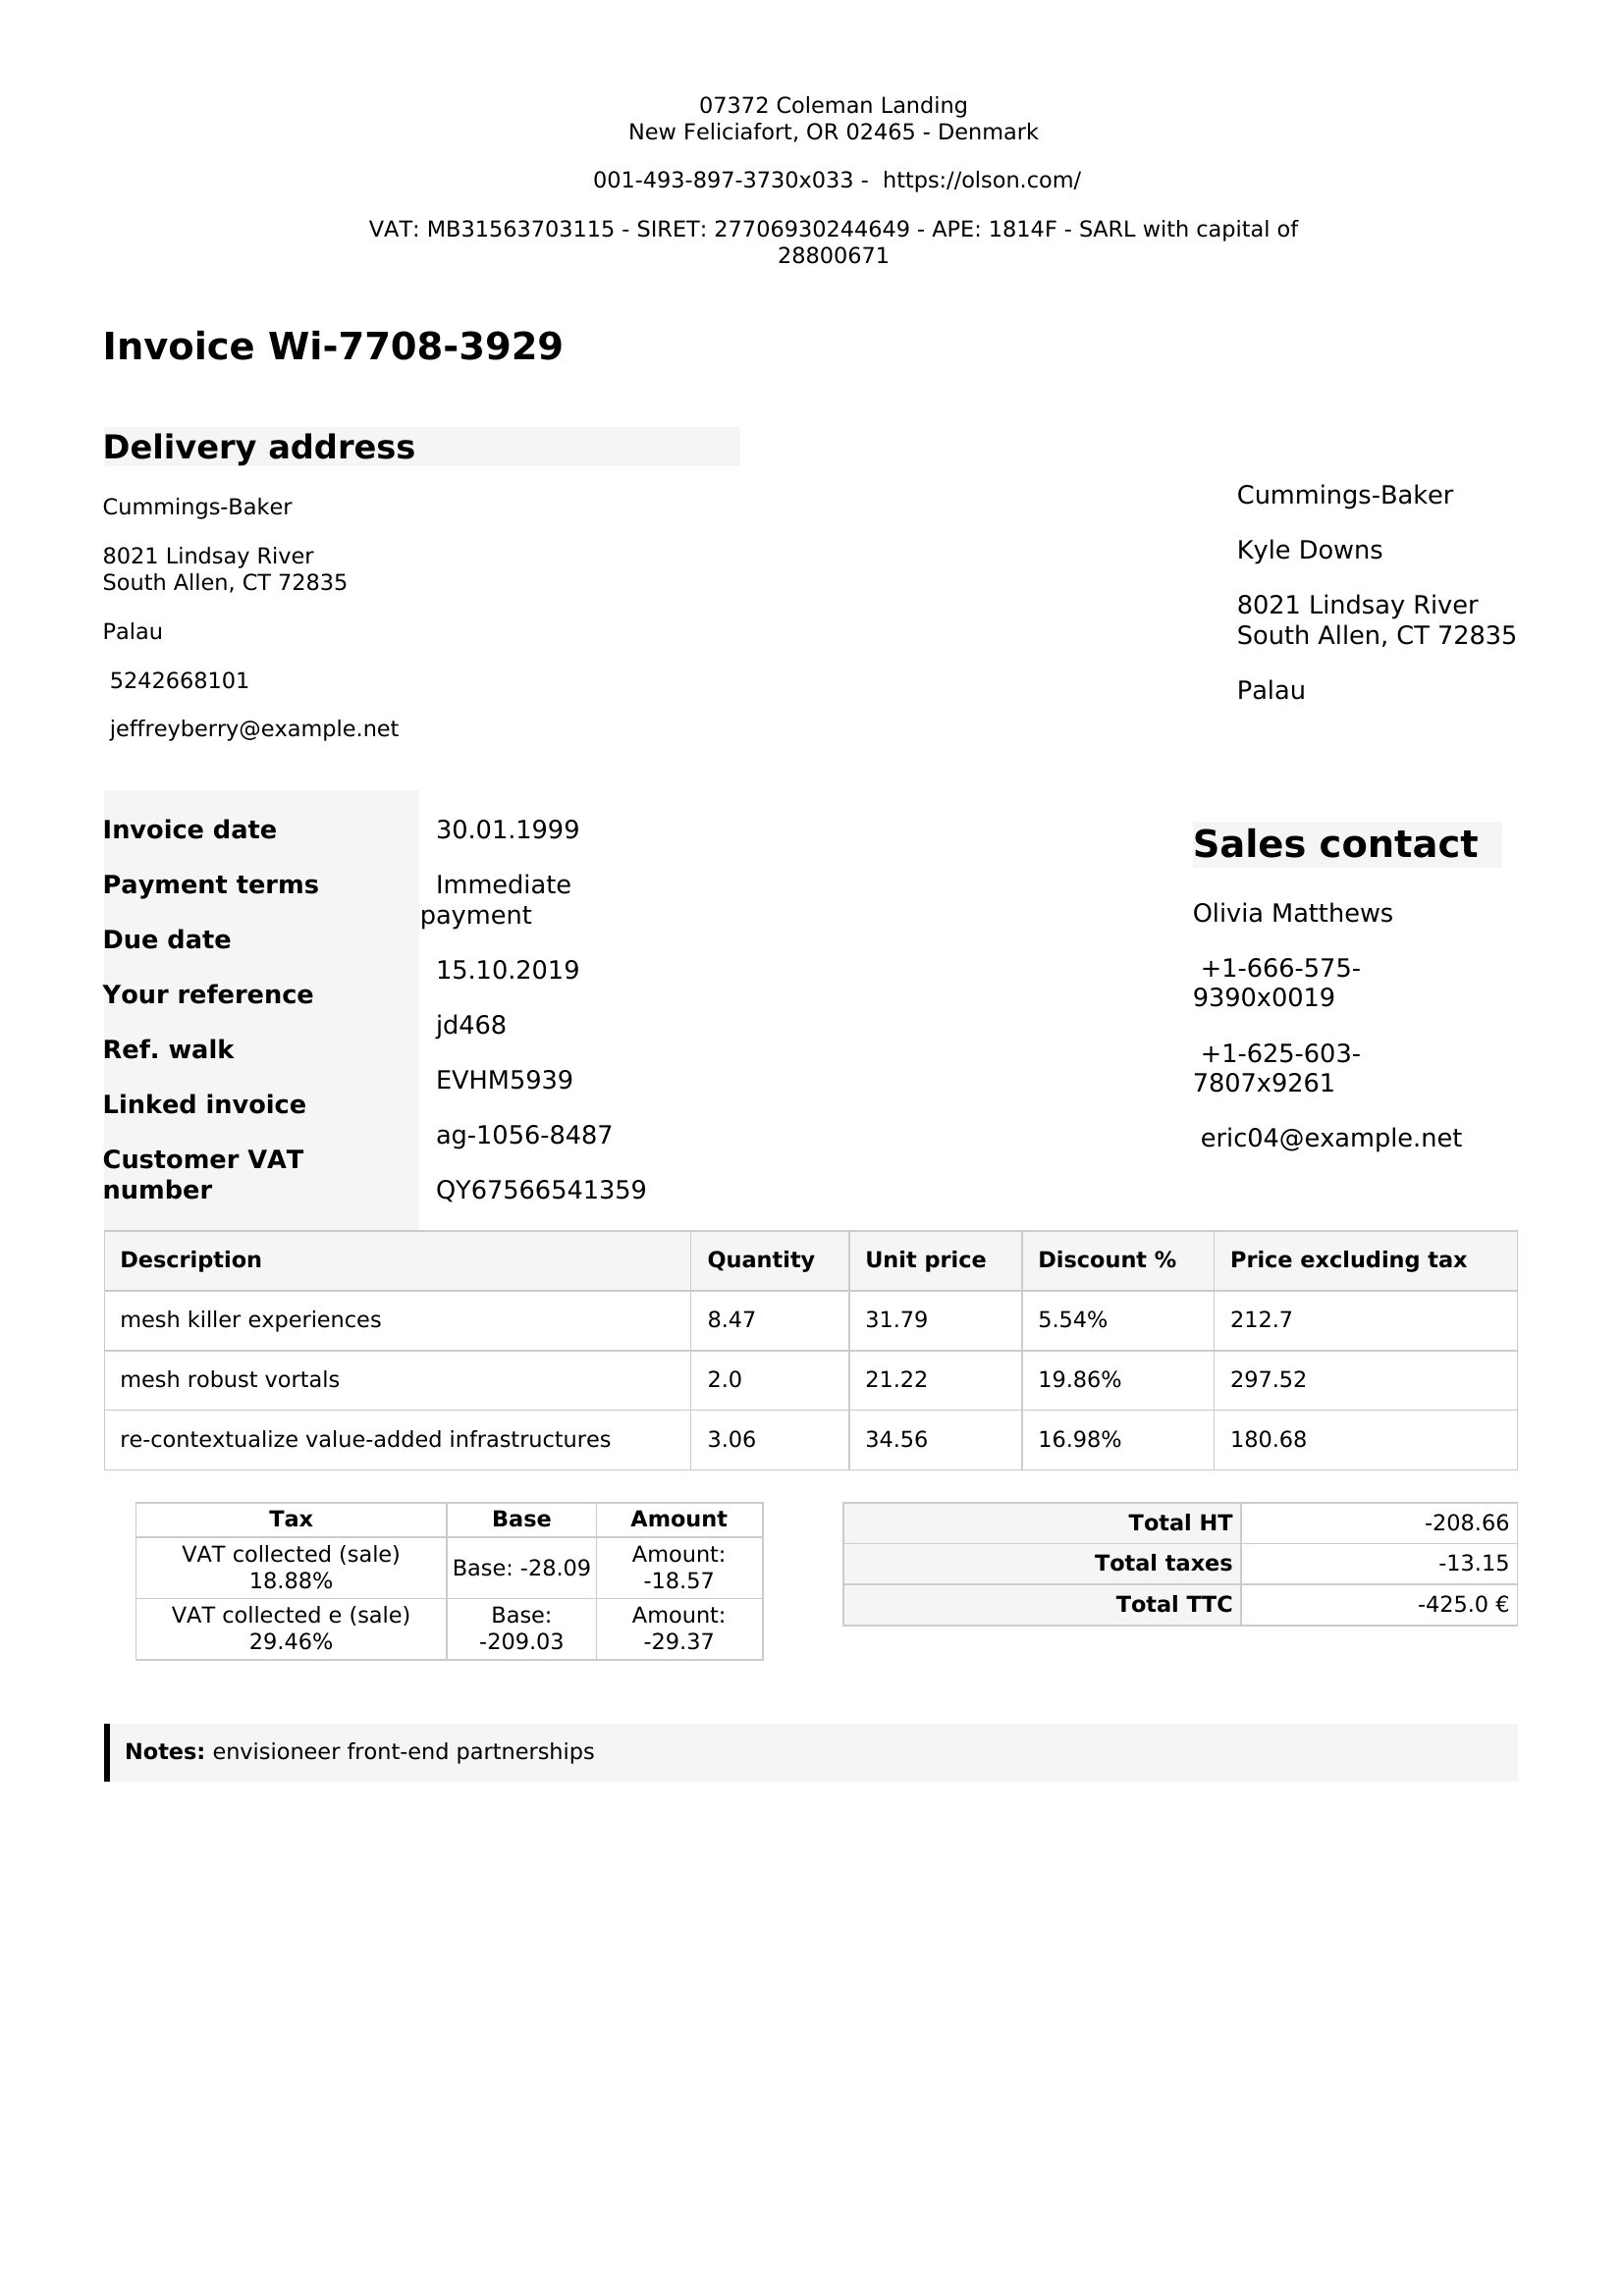 07372 Coleman Landing
New Feliciafort, OR 02465 - Denmark
001-493-897-3730x033 -  https://olson.com/
VAT: MB31563703115 - SIRET: 27706930244649 - APE: 1814F - SARL with capital of
28800671
Invoice Wi-7708-3929
Delivery address
Cummings-Baker
8021 Lindsay River
South Allen, CT 72835
Palau
5242668101
jeffreyberry@example.net
Cummings-Baker
Kyle Downs
8021 Lindsay River
South Allen, CT 72835
Palau
Invoice date
Payment terms
Due date
Your reference
Ref. walk
Linked invoice
Customer VAT
number
30.01.1999
Immediate
payment
15.10.2019
jd468
EVHM5939
ag-1056-8487
QY67566541359
Sales contact
Olivia Matthews
+1-666-575-
9390x0019
+1-625-603-
7807x9261
eric04@example.net
Description Quantity Unit price Discount % Price excluding tax
mesh killer experiences 8.47 31.79 5.54% 212.7
mesh robust vortals 2.0 21.22 19.86% 297.52
re-contextualize value-added infrastructures 3.06 34.56 16.98% 180.68
Tax Base Amount
VAT collected (sale)
18.88%
Base: -28.09
Amount:
-18.57
VAT collected e (sale)
29.46%
Base:
-209.03
Amount:
-29.37
Total HT -208.66
Total taxes -13.15
Total TTC -425.0 €
Notes: envisioneer front-end partnerships